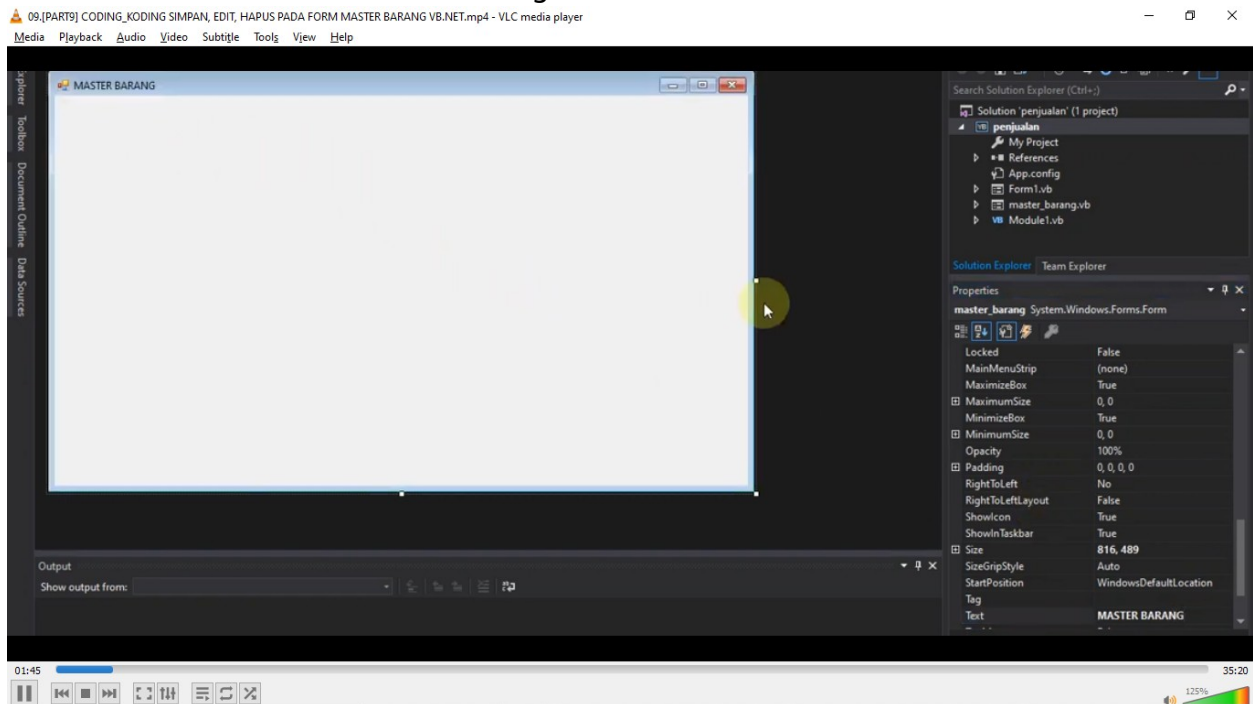 09.[PART9] CODING_KODING SIMPAN, EDIT, HAPUS PADA FORM MASTER BARANG VB.NET.mp4 - VLC media player
Media Playback Audio Video Subtitle Tools View Help
Explorer
Toolbox
Document Outline
Data Sources
MASTER BARANG
Search Solution Explorer (Ctrl+;)
Solution 'penjualan' (1 project)
VB penjualan
My Project
References
App.config
Form1.vb
master_barang.vb
VB Module1.vb
Solution Explorer Team Explorer
Properties
master_barang System.Windows.Forms.Form
Locked False
MainMenuStrip (none)
MaximizeBox True
MaximumSize 0, 0
MinimizeBox True
MinimumSize 0, 0
Opacity 100%
Padding 0, 0, 0, 0
RightToLeft No
RightToLeftLayout False
ShowIcon True
ShowInTaskbar True
Size 816, 489
SizeGripStyle Auto
StartPosition WindowsDefaultLocation
Tag
Text MASTER BARANG
Output
Show output from:
01:45 35:20
125%